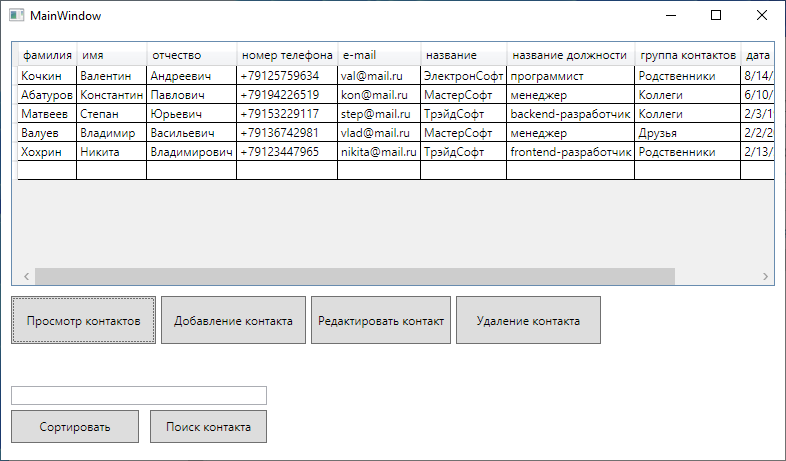 MainWindow
фамилия имя отчество номер телефона e-mail название название должности группа контактов дата
Кочкин Валентин Андреевич +79125759634 val@mail.ru ЭлектронСофт программист Родственники 8/14/
Абатуров Константин Павлович +79194226519 kon@mail.ru МастерСофт менеджер Коллеги 6/10/
Матвеев Степан Юрьевич +79153229117 step@mail.ru ТрэйдСофт backend-разработчик Коллеги 2/3/1
Валуев Владимир Васильевич +79136742981 vlad@mail.ru МастерСофт менеджер Друзья 2/2/2
Хохрин Никита Владимирович +79123447965 nikita@mail.ru ТрэйдСофт frontend-разработчик Родственники 2/13/
Просмотр контактов Добавление контакта Редактировать контакт Удаление контакта
Сортировать Поиск контакта